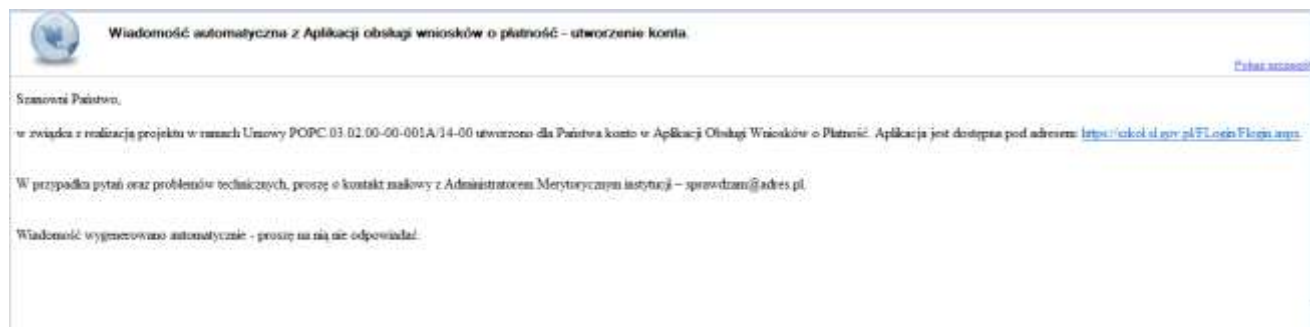 Wiadomość automatyczna z Aplikacji obsługi wniosków o płatność - utworzenie konta.
Pokaż szczegół
Szanowni Państwo,
w związku z realizacją projektu w ramach Umowy POPC.03.02.00-00-001A/14-00 utworzono dla Państwa konto w Aplikacji Obsługi Wniosków o Płatność. Aplikacja jest dostępna pod adresem:
W przypadku pytań oraz problemów technicznych, proszę o kontakt mailowy z Administratorem Merytorycznym instytucji – sprawdzam@adres.pl.
Wiadomość wygenerowano automatycznie - proszę na nią nie odpowiadać.